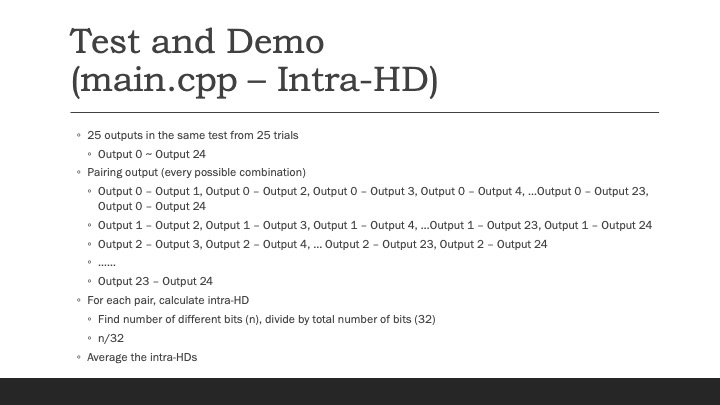 Test and Demo
(main.cpp – Intra-HD)
◦ 25 outputs in the same test from 25 trials
◦ Output 0 ~ Output 24
◦ Pairing output (every possible combination)
◦ Output 0 – Output 1, Output 0 – Output 2, Output 0 – Output 3, Output 0 – Output 4, …Output 0 – Output 23,
Output 0 – Output 24
◦ Output 1 – Output 2, Output 1 – Output 3, Output 1 – Output 4, …Output 1 – Output 23, Output 1 – Output 24
◦ Output 2 – Output 3, Output 2 – Output 4, … Output 2 – Output 23, Output 2 – Output 24
◦ ……
◦ Output 23 – Output 24
◦ For each pair, calculate intra-HD
◦ Find number of different bits (n), divide by total number of bits (32)
◦ n/32
◦ Average the intra-HDs